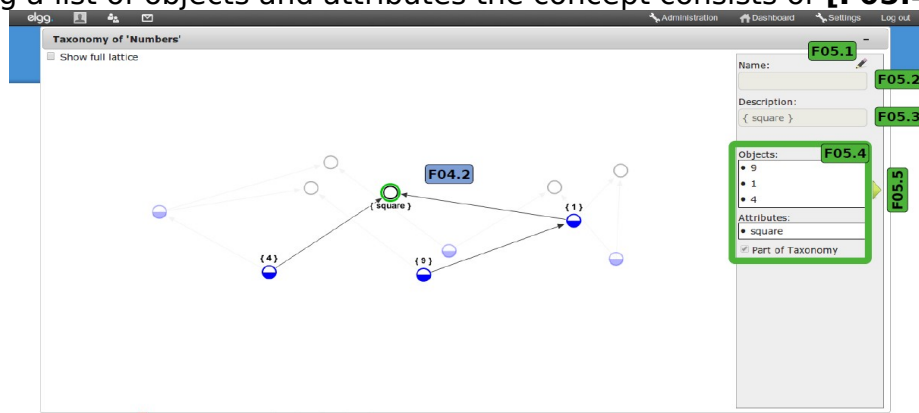 g a list of objects and attributes the concept consists of
elgg. Administration Dashboard Settings Log out
Taxonomy of 'Numbers'
Show full lattice
F05.1
Name:
F05.2
Description:
{ square }
F05.3
F04.2
{ square }
{1}
{4}
{9}
F05.4
Objects:
• 9
• 1
• 4
F05.5
Attributes:
• square
Part of Taxonomy